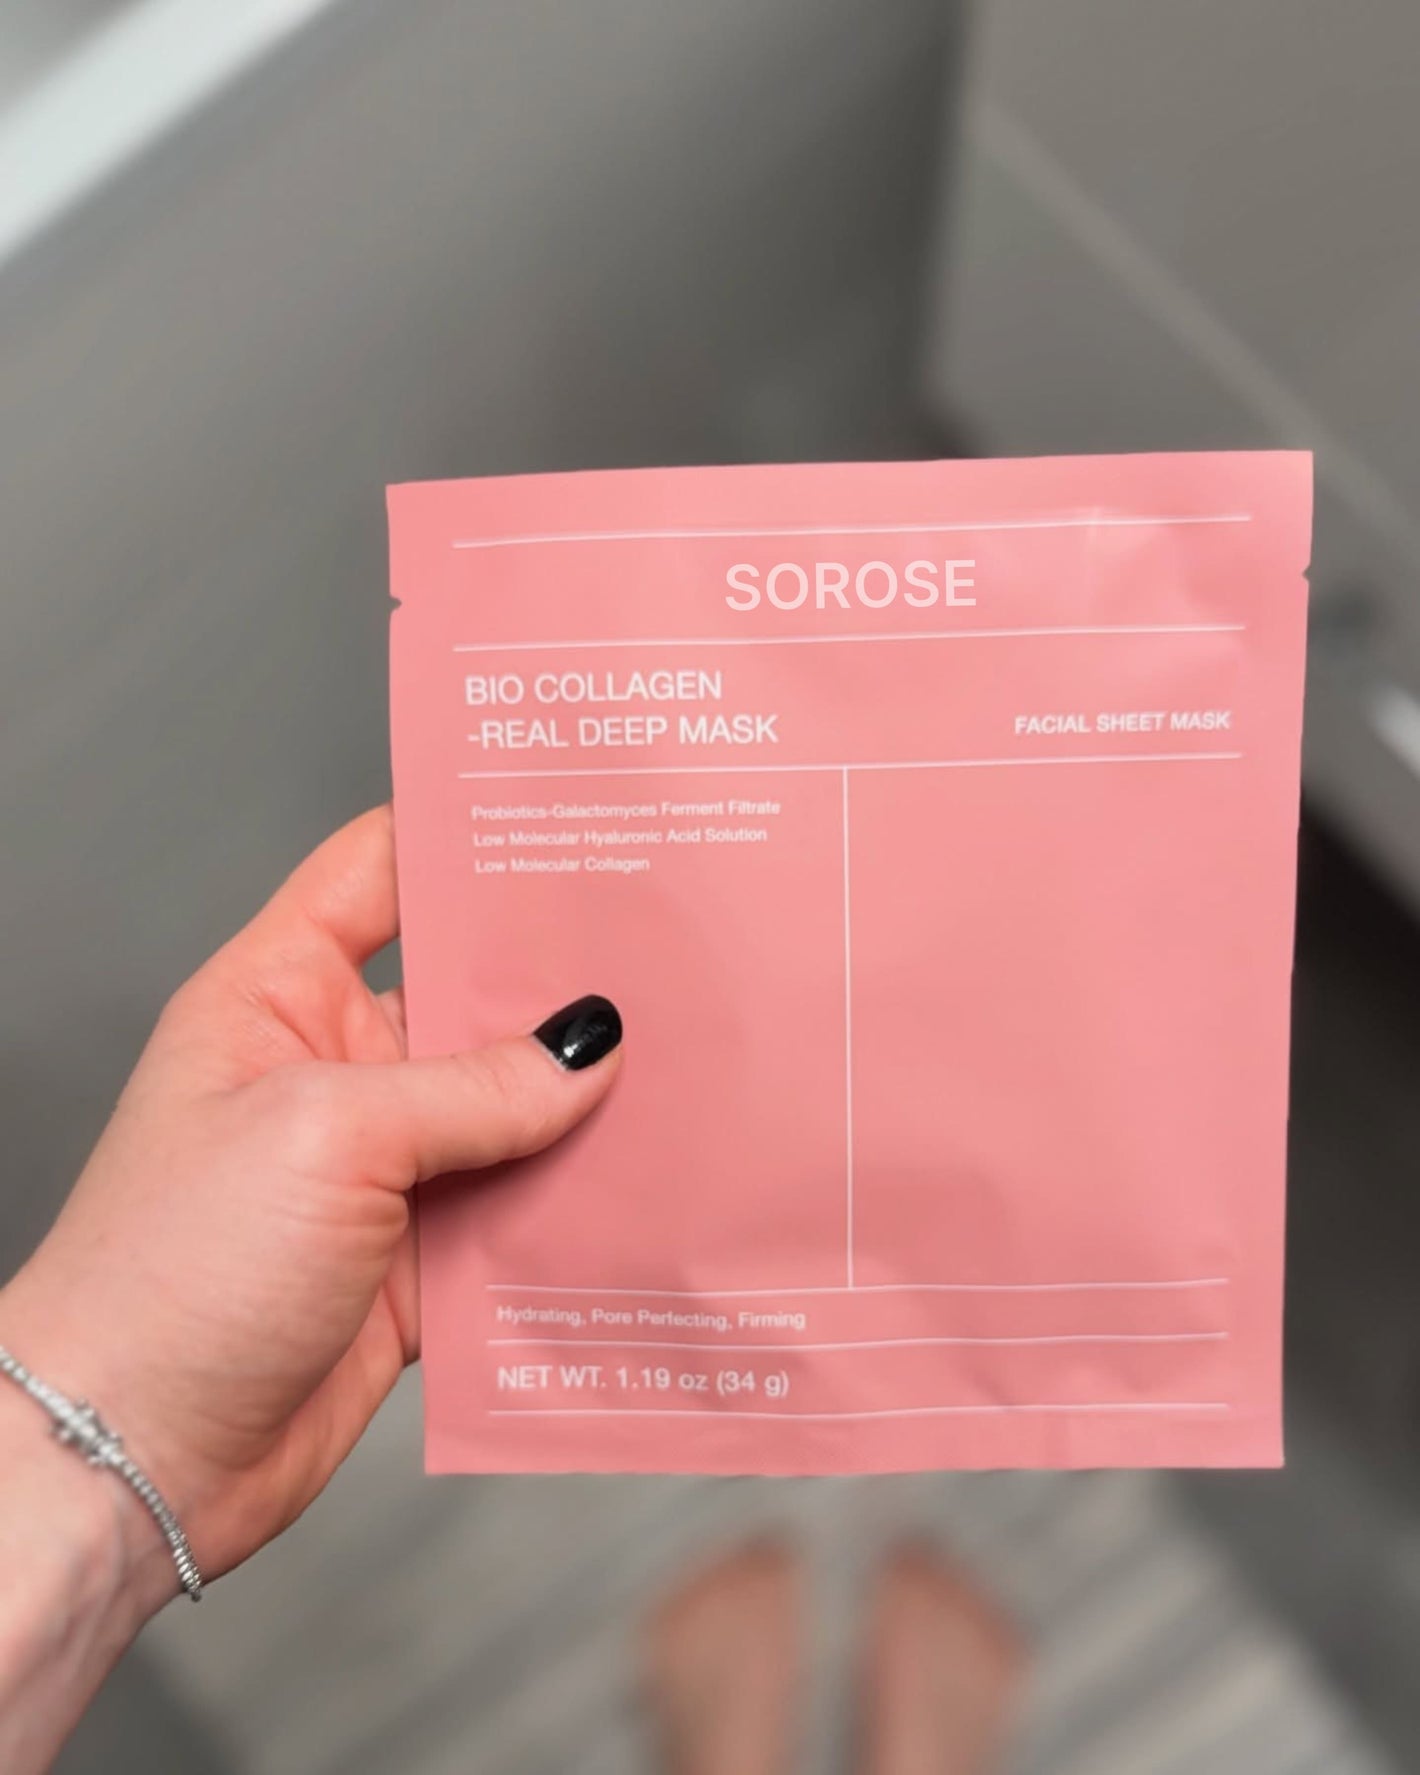 SOROSE
BIO COLLAGEN
-REAL DEEP MASK
FACIAL SHEET MASK
Probiotics-Galactomyces Ferment Filtrate
Low Molecular Hyaluronic Acid Solution
Low Molecular Collagen
Hydrating, Pore Perfecting, Firming
NET WT. 1.19 oz (34 g)